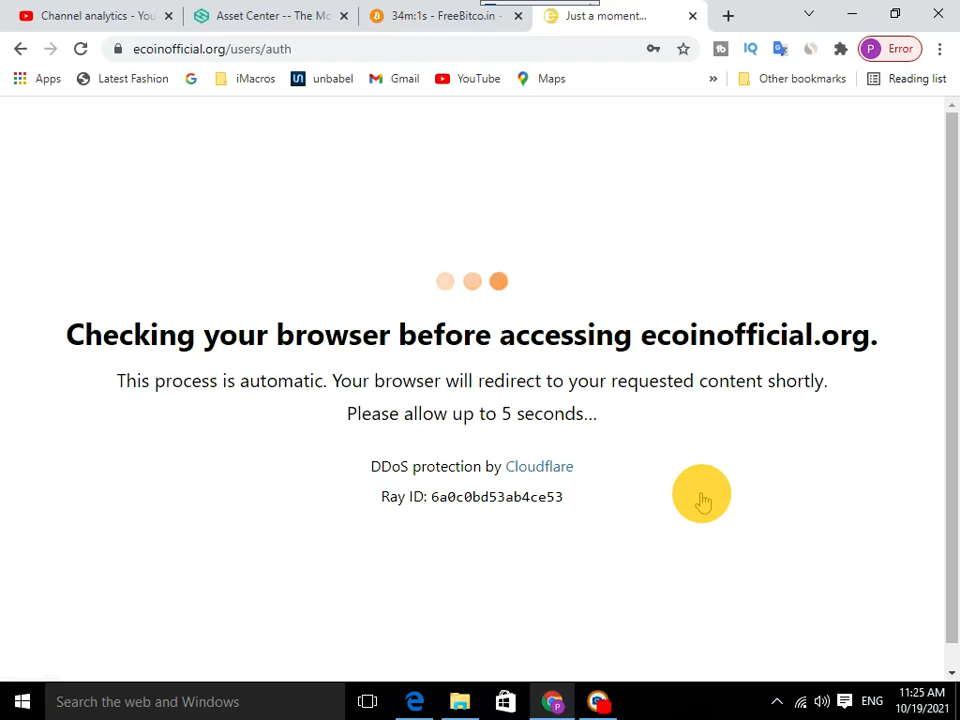 Channel analytics - You
Asset Center -- The Mo
34m:1s - FreeBitco.in -
Just a moment...
ecoinofficial.org/users/auth
P Error
Apps
Latest Fashion
iMacros
unbabel
Gmail
YouTube
Maps
»
Other bookmarks
Reading list
Checking your browser before accessing ecoinofficial.org.
This process is automatic. Your browser will redirect to your requested content shortly.
Please allow up to 5 seconds...
DDoS protection by Cloudflare
Ray ID: 6a0c0bd53ab4ce53
Search the web and Windows
ENG
11:25 AM
10/19/2021